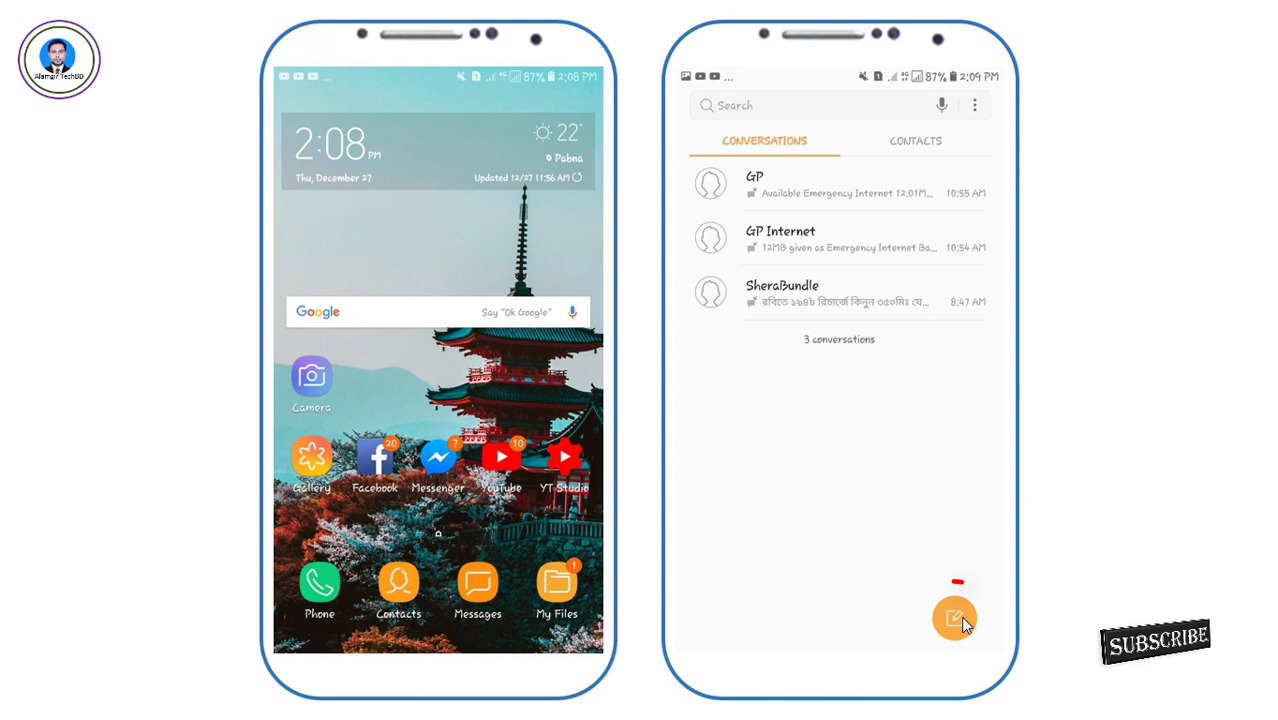 Alamgir TechBD
87% 2:08 PM
2:08 PM
22°
Pabna
Thu, December 27
Updated 12/27 11:56 AM
Google
Say "Ok Google"
Camera
20
7
10
Gallery
Facebook
Messenger
YouTube
YT Studio
1
Phone
Contacts
Messages
My Files
87% 2:09 PM
Search
CONVERSATIONS
CONTACTS
GP
Available Emergency Internet 12.01M...
10:55 AM
GP Internet
12MB given as Emergency Internet Ba...
10:54 AM
SheraBundle
রবিতে ১৯৪৳ রিচার্জে কিনুন ৩৫০মিঃ যে...
8:47 AM
3 conversations
SUBSCRIBE